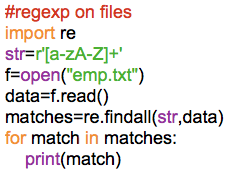 #regexp on files
import re
str=r'[a-zA-Z]+'
f=open("emp.txt")
data=f.read()
matches=re.findall(str,data)
for match in matches:
    print(match)